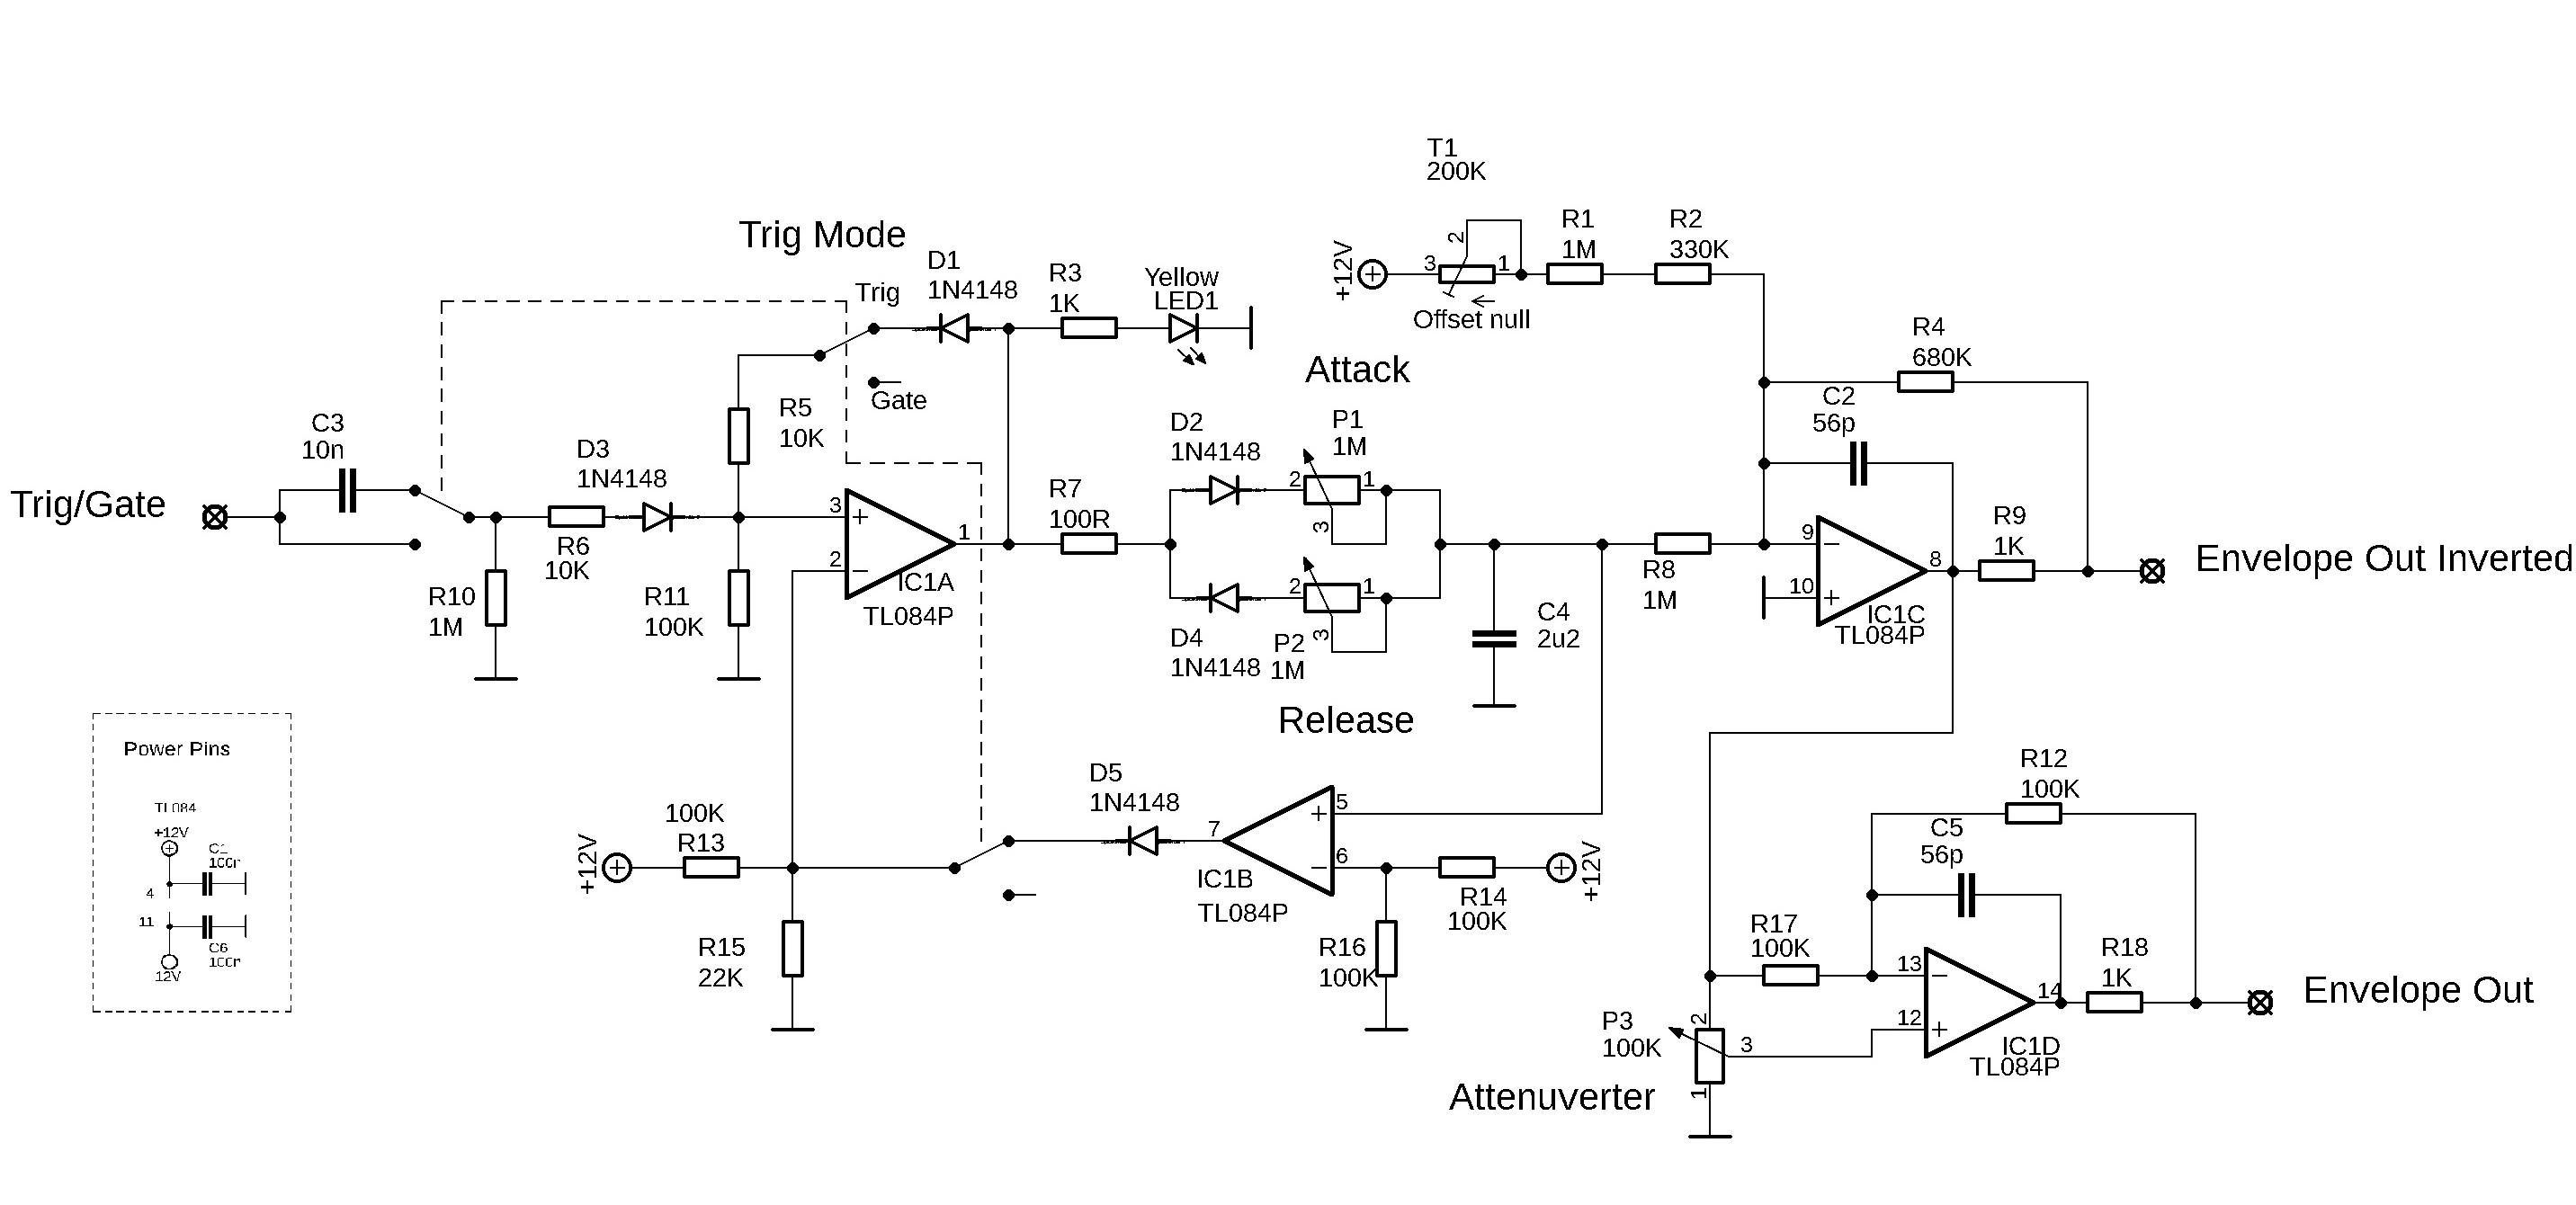 T1
200K
+12V
3
2
1
Offset null
R1
1M
R2
330K
Trig Mode
Trig
Gate
D1
1N4148
R3
1K
Yellow
LED1
Attack
R4
680K
C2
56p
C3
10n
D3
1N4148
R5
10K
D2
1N4148
P1
1M
2
1
3
Trig/Gate
R6
10K
R10
1M
R11
100K
3
2
1
IC1A
TL084P
R7
100R
D4
1N4148
P2
1M
2
1
3
Release
C4
2u2
R8
1M
9
10
8
IC1C
TL084P
R9
1K
Envelope Out Inverted
Power Pins
TL084
+12V
C1
100n
4
11
C6
100n
12V
+12V
100K
R13
R15
22K
D5
1N4148
7
5
6
IC1B
TL084P
R14
100K
+12V
R16
100K
R12
100K
C5
56p
R17
100K
13
12
14
IC1D
TL084P
R18
1K
Envelope Out
P3
100K
2
3
1
Attenuverter